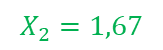 X₂ = 1,67